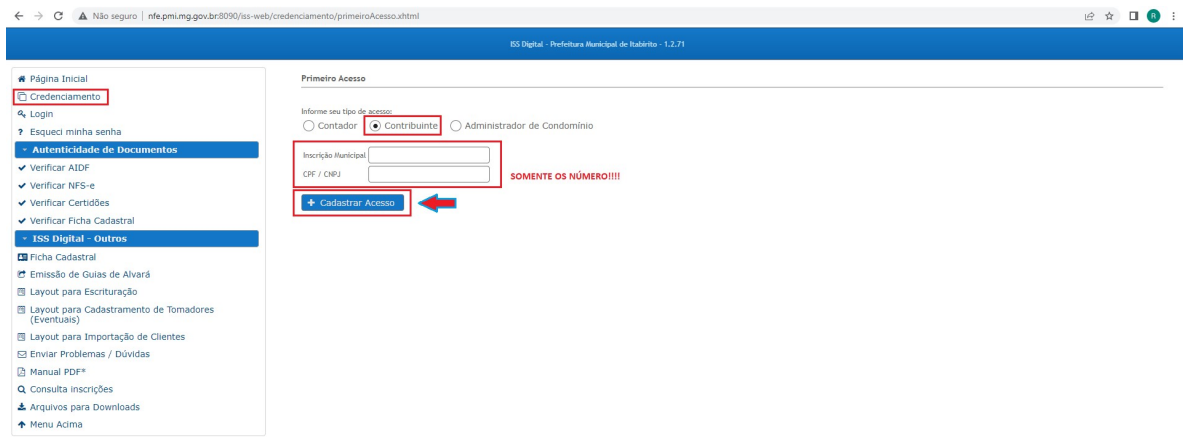 Não seguro | nfe.pmi.mg.gov.br:8090/iss-web/credenciamento/primeiroAcesso.xhtml
R
ISS Digital - Prefeitura Municipal de Itabirito - 1.2.71
Página Inicial
Credenciamento
Login
? Esqueci minha senha
Autenticidade de Documentos
Verificar AIDF
Verificar NFS-e
Verificar Certidões
Verificar Ficha Cadastral
ISS Digital - Outros
Ficha Cadastral
Emissão de Guias de Alvará
Layout para Escrituração
Layout para Cadastramento de Tomadores
(Eventuais)
Layout para Importação de Clientes
Enviar Problemas / Dúvidas
Manual PDF*
Consulta inscrições
Arquivos para Downloads
Menu Acima
Primeiro Acesso
Informe seu tipo de acesso:
Contador Contribuinte Administrador de Condomínio
Inscrição Municipal
CPF / CNPJ
SOMENTE OS NÚMERO!!!!
+ Cadastrar Acesso